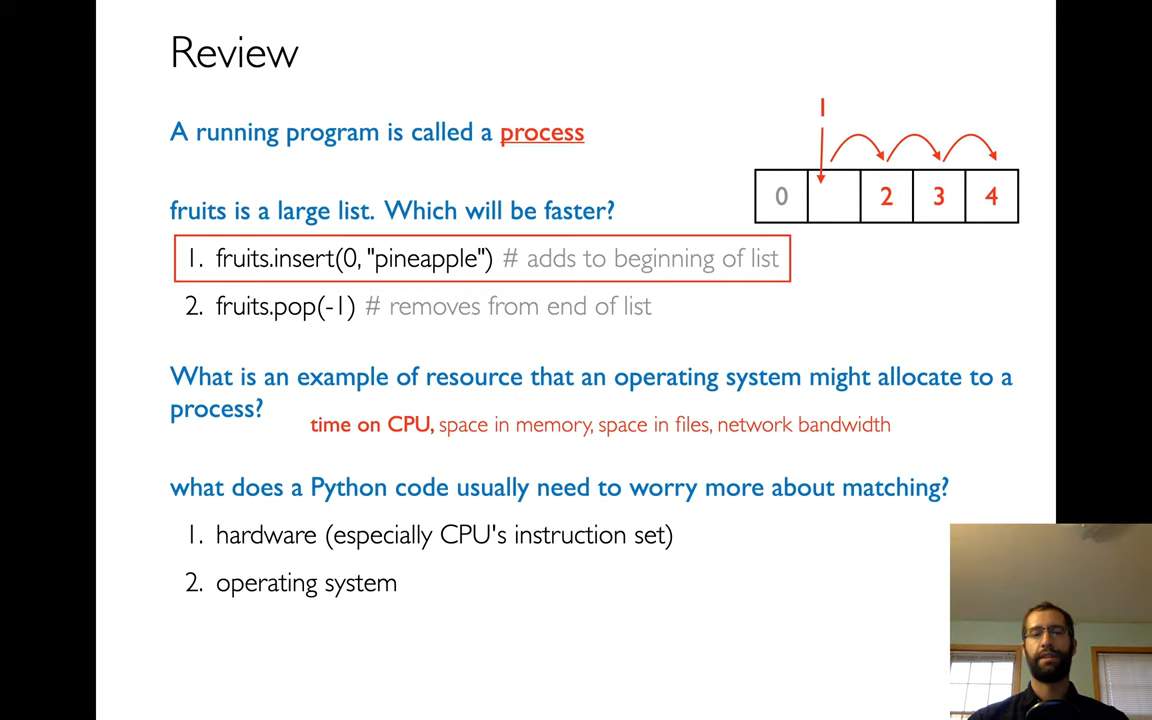 Review
1
A running program is called a process
0 2 3 4
fruits is a large list. Which will be faster?
1. fruits.insert(0, "pineapple") # adds to beginning of list
2. fruits.pop(-1) # removes from end of list
What is an example of resource that an operating system might allocate to a
process?
time on CPU, space in memory, space in files, network bandwidth
what does a Python code usually need to worry more about matching?
1. hardware (especially CPU's instruction set)
2. operating system